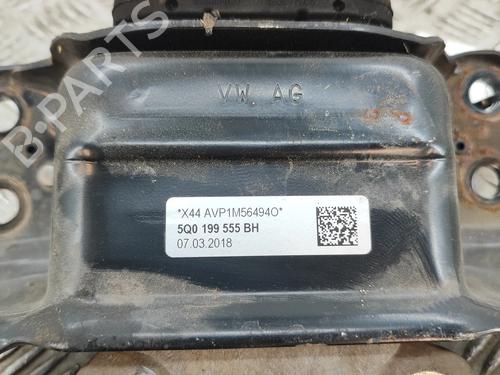 B-PARTS
VW. AG
*X44 AVP1M56494O*
5Q0 199 555 BH
07.03.2018